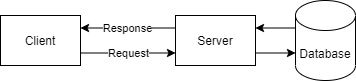 Response
Client
Server
Request
Database